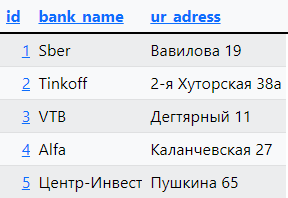 id bank_name ur_adress
1 Sber Вавилова 19
2 Tinkoff 2-я Хуторская 38а
3 VTB Дегтярный 11
4 Alfa Каланчевская 27
5 Центр-Инвест Пушкина 65